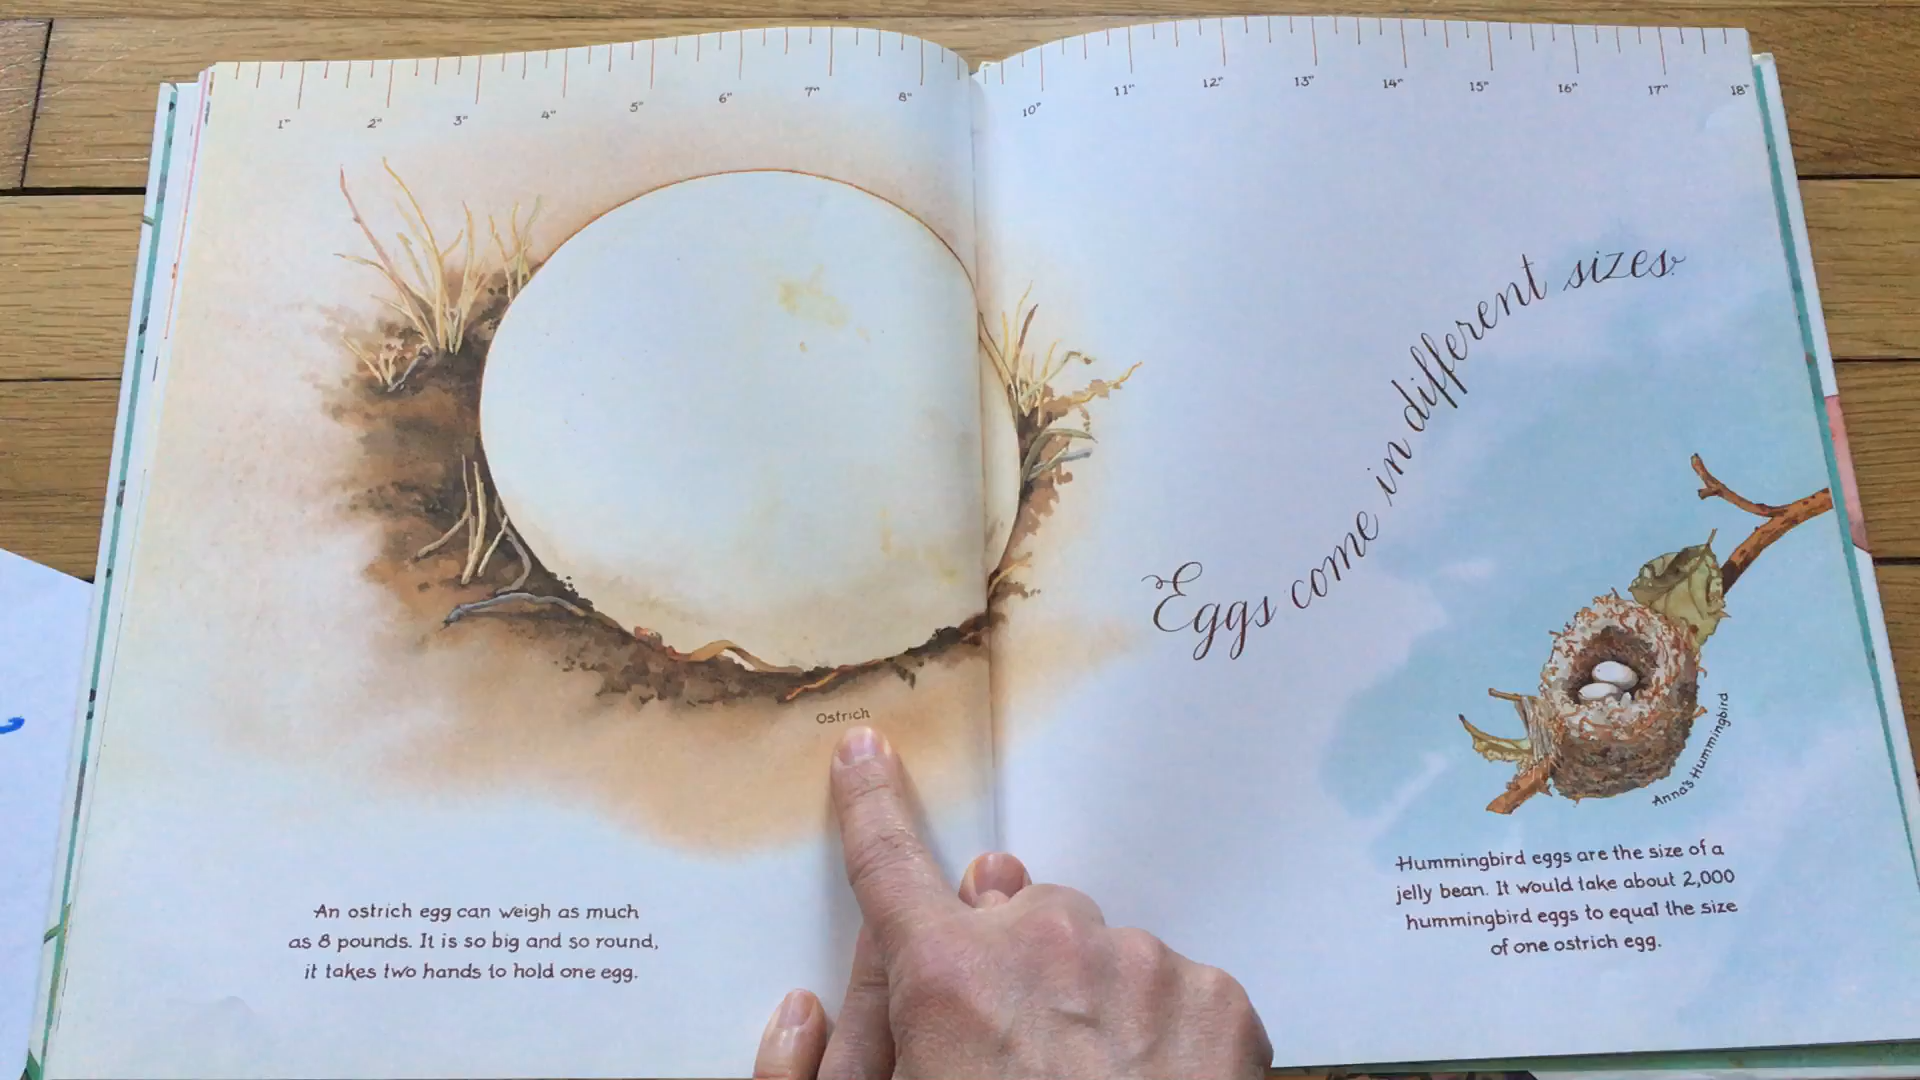 1" 2" 3" 4" 5" 6" 7" 8" 10" 11" 12" 13" 14" 15" 16" 17" 18"
Eggs come in different sizes.
Ostrich
Anna's Hummingbird
An ostrich egg can weigh as much
as 8 pounds. It is so big and so round,
it takes two hands to hold one egg.
Hummingbird eggs are the size of a
jelly bean. It would take about 2,000
hummingbird eggs to equal the size
of one ostrich egg.